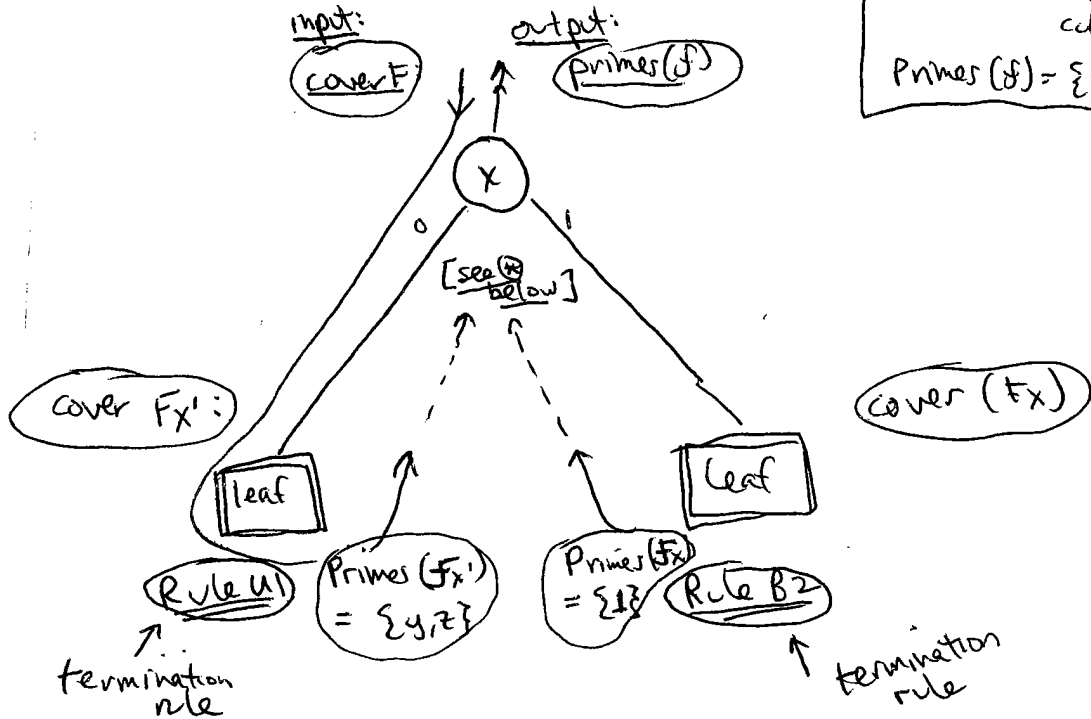 input:
cover F
output:
primes(f)
Primes (f) = {
X
0
1
[see *
below]
cover Fx':
cover (Fx)
leaf
Leaf
Rule U1
Primes (fx')
= {y,z}
Primes (fx)
= {1}
Rule B2
termination
rule
termination
rule